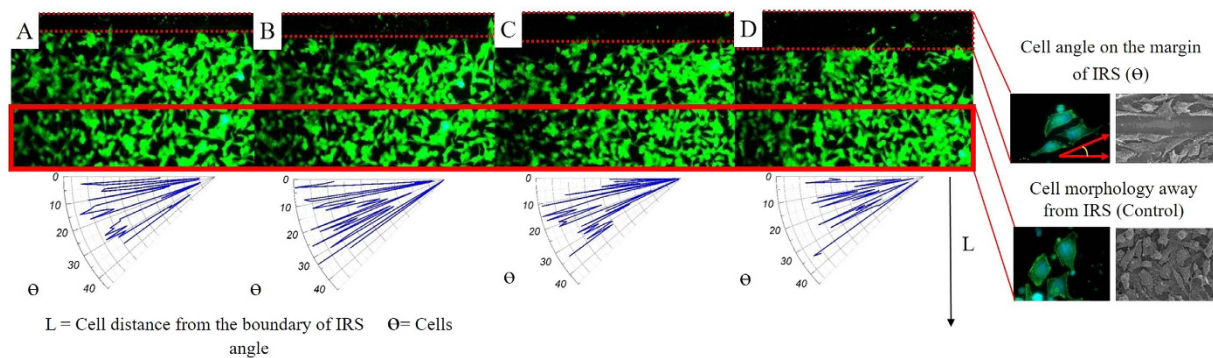 A
B
C
D
Cell angle on the margin
of IRS (Ɵ)
Cell morphology away
from IRS (Control)
0
10
20
30
40
Ɵ
0
10
20
30
40
Ɵ
0
10
20
30
40
0
10
20
30
40
L
L = Cell distance from the boundary of IRS Ɵ= Cells
angle